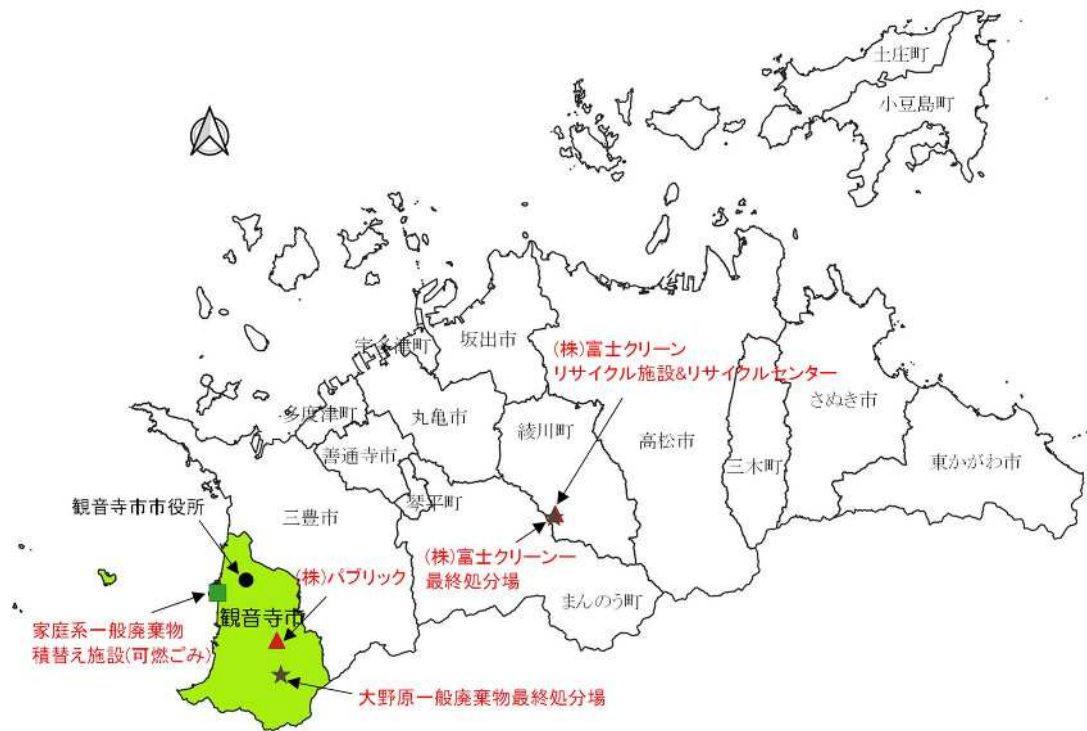 土庄町
小豆島町
坂出市
宇多津町
(株)富士クリーン
リサイクル施設&リサイクルセンター
さぬき市
多度津町
丸亀市
綾川町
高松市
善通寺市
三木町
東かがわ市
琴平町
観音寺市市役所
三豊市
(株)富士クリーンー
最終処分場
(株)パブリック
まんのう町
観音寺市
家庭系一般廃棄物
積替え施設(可燃ごみ)
大野原一般廃棄物最終処分場